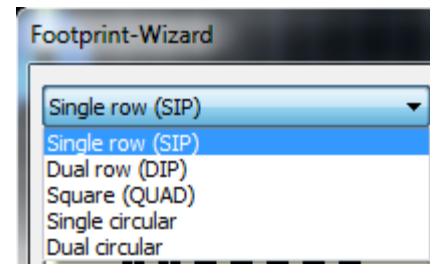 Footprint-Wizard
Single row (SIP)
Single row (SIP)
Dual row (DIP)
Square (QUAD)
Single circular
Dual circular